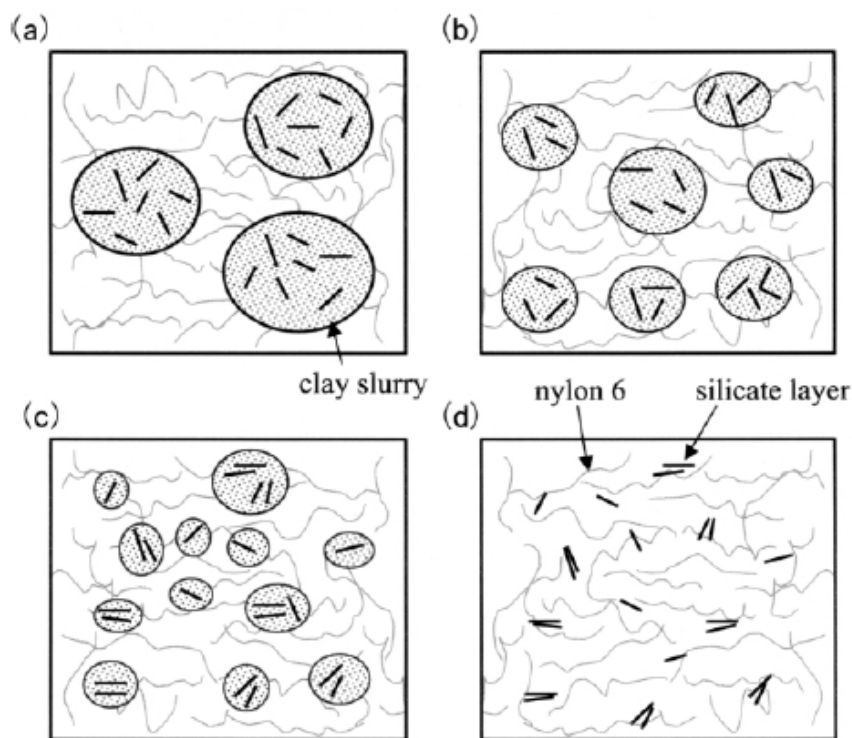 (a)
(b)
clay slurry
nylon 6
silicate layer
(c)
(d)